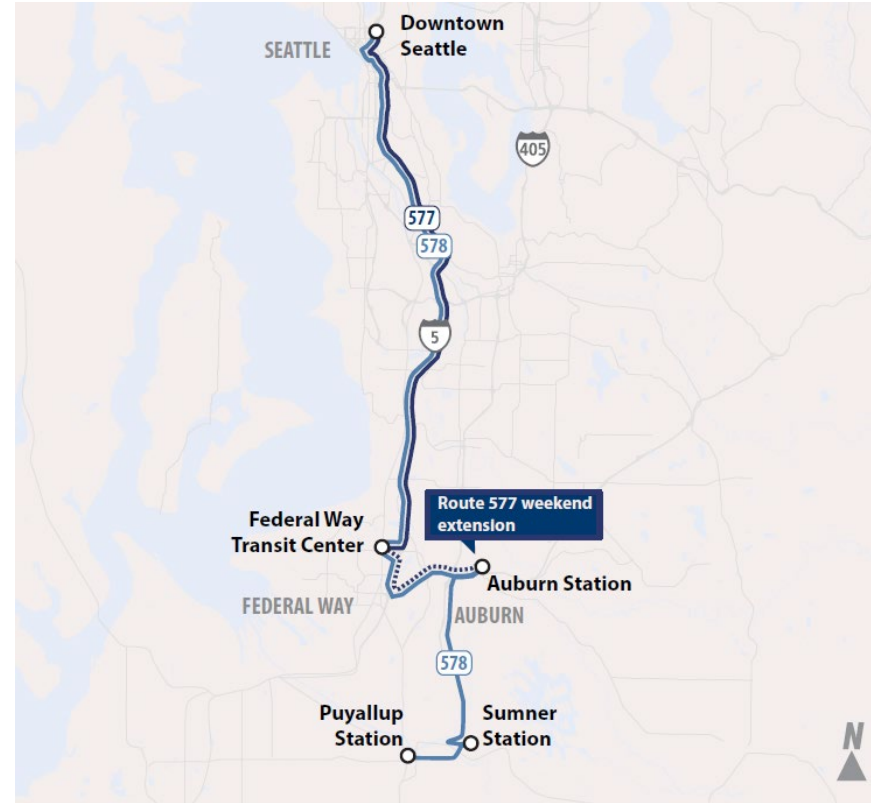 Downtown
Seattle
SEATTLE
405
577
578
5
Route 577 weekend
extension
Federal Way
Transit Center
Auburn Station
FEDERAL WAY
AUBURN
578
Puyallup
Station
Sumner
Station
N